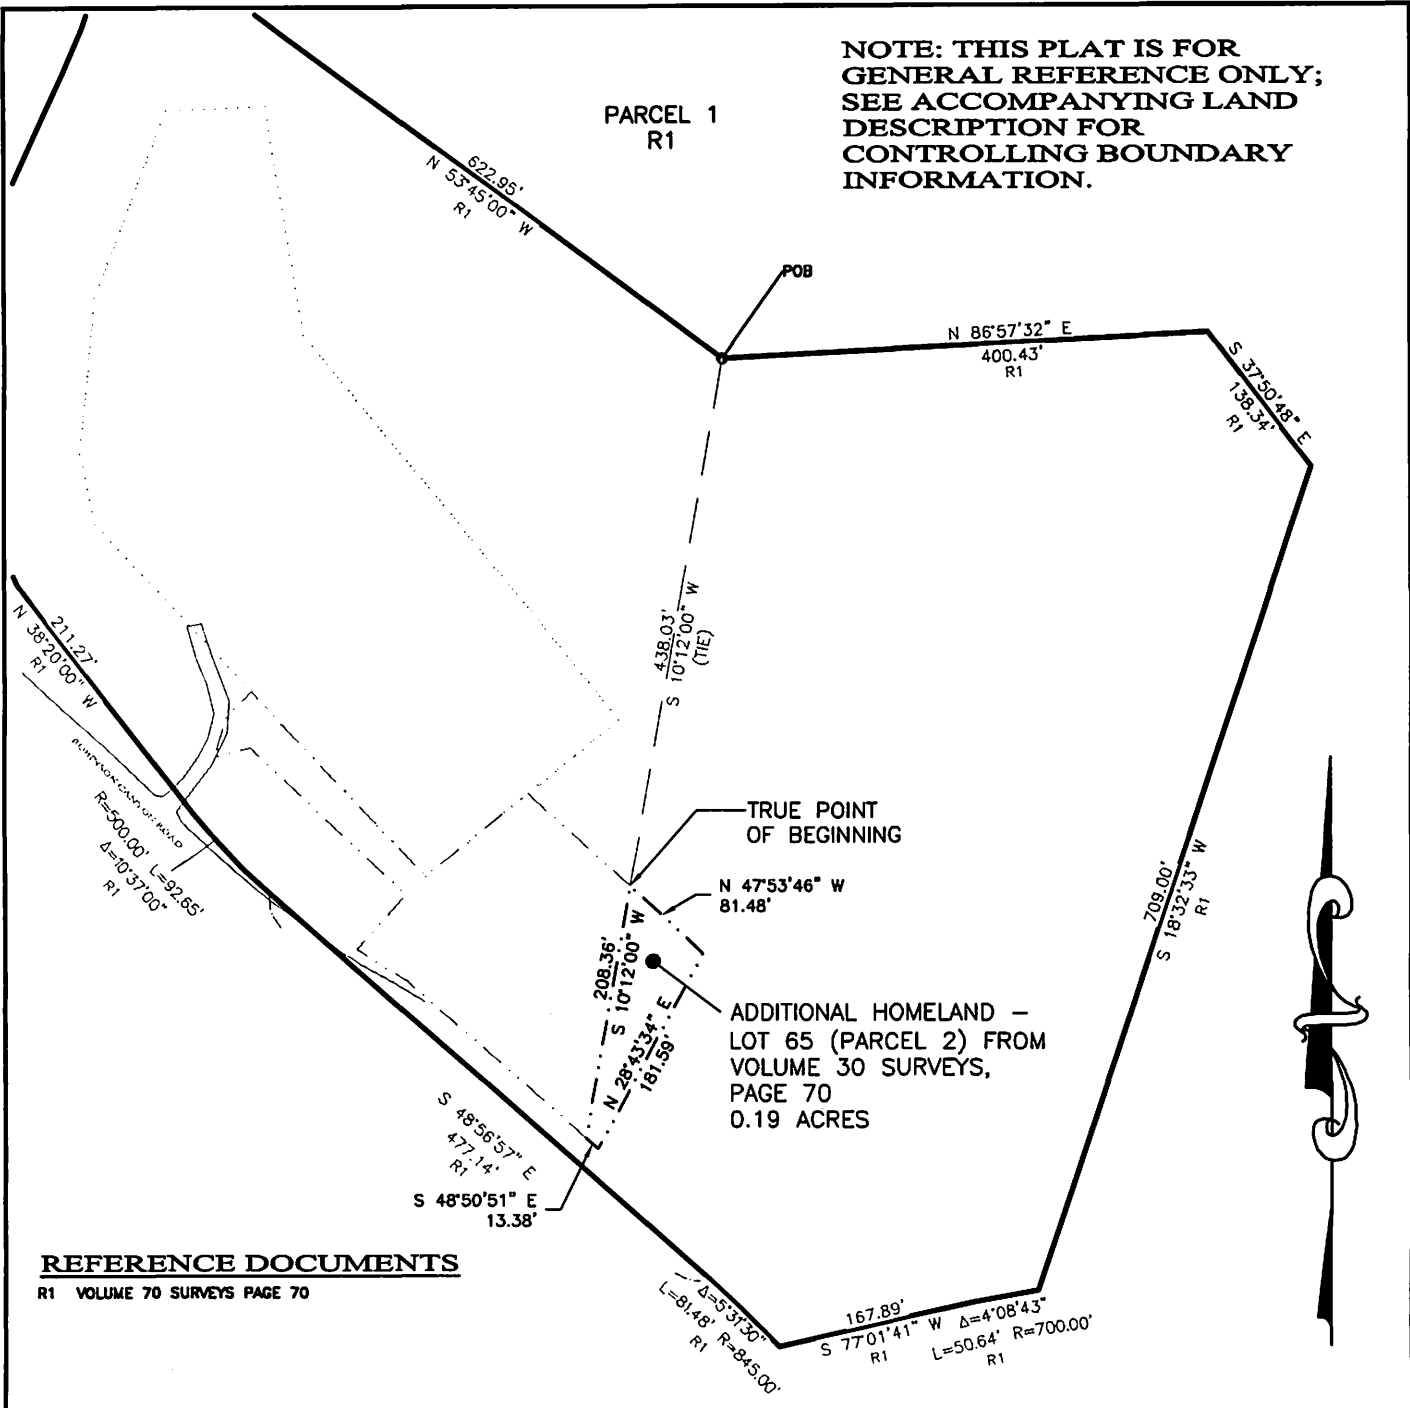 NOTE: THIS PLAT IS FOR
GENERAL REFERENCE ONLY;
SEE ACCOMPANYING LAND
DESCRIPTION FOR
CONTROLLING BOUNDARY
INFORMATION.
PARCEL 1
R1
622.95'
N 53°45'00" W
R1
POB
N 86°57'32" E
400.43'
R1
S 37°50'48" E
138.34'
R1
438.03'
S 10°12'00" W
(TIE)
211.27'
N 38°20'00" W
R1
ROAD
R=500.00' L=92.65'
Δ=10°37'00"
R1
TRUE POINT
OF BEGINNING
N 47°53'46" W
81.48'
709.00'
S 18°32'33" W
R1
208.36'
S 10°12'00" W
N 28°43'34" E
181.59'
ADDITIONAL HOMELAND –
LOT 65 (PARCEL 2) FROM
VOLUME 30 SURVEYS,
PAGE 70
0.19 ACRES
S 48°56'57" E
477.14'
R1
S 48°50'51" E
13.38'
REFERENCE DOCUMENTS
R1 VOLUME 70 SURVEYS PAGE 70
Δ=5°31'30"
L=81.48' R=845.00'
R1
167.89'
S 77°01'41" W
R1
Δ=4°08'43"
L=50.64' R=700.00'
R1